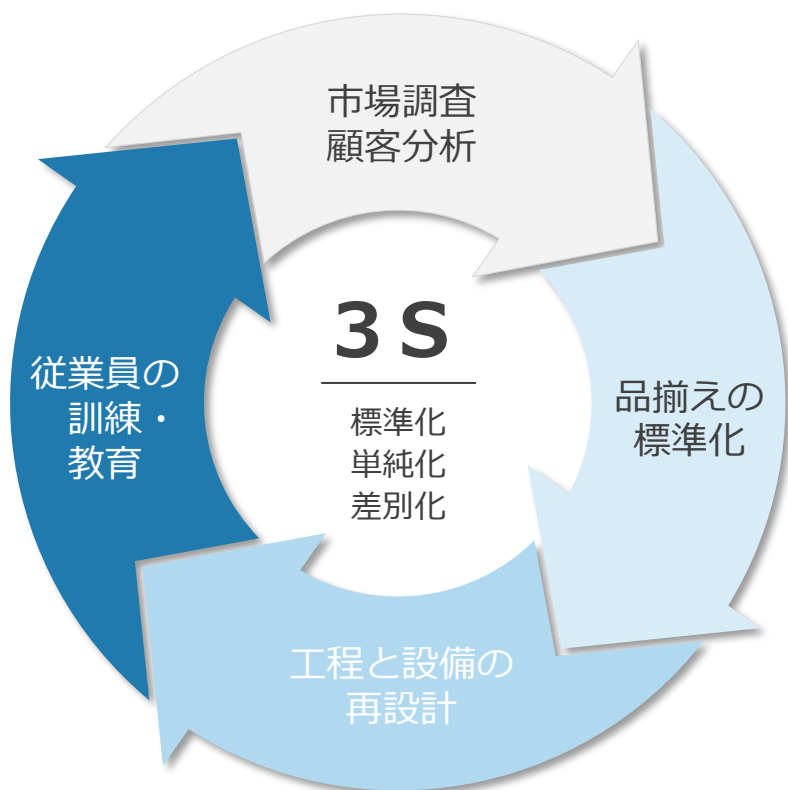 市場調査
顧客分析
品揃えの
標準化
工程と設備の
再設計
従業員の
訓練・
教育
3S
標準化
単純化
差別化